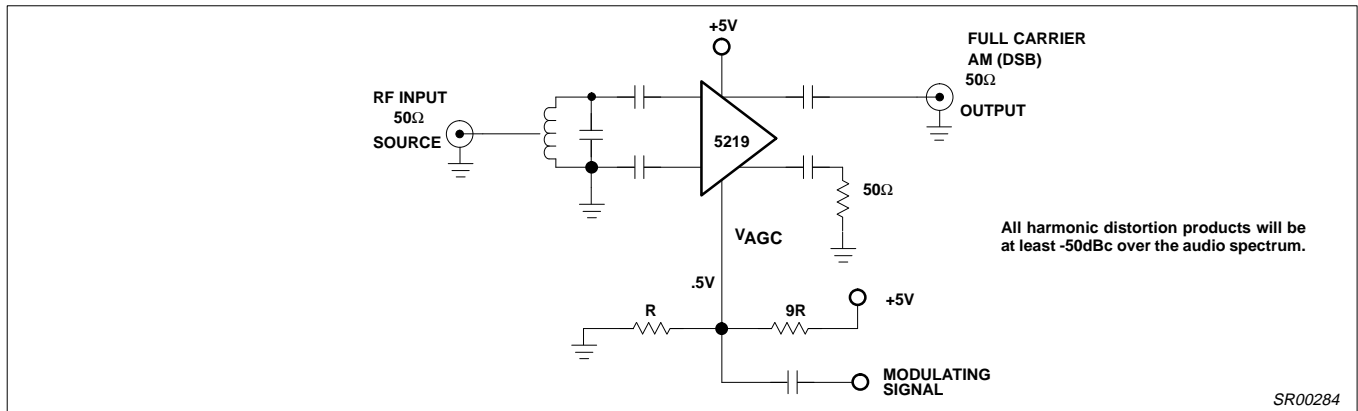 +5V
FULL CARRIER
AM (DSB)
50Ω
OUTPUT
RF INPUT
50Ω
SOURCE
5219
50Ω
VAGC
All harmonic distortion products will be
at least -50dBc over the audio spectrum.
.5V
+5V
R
9R
MODULATING
SIGNAL
SR00284